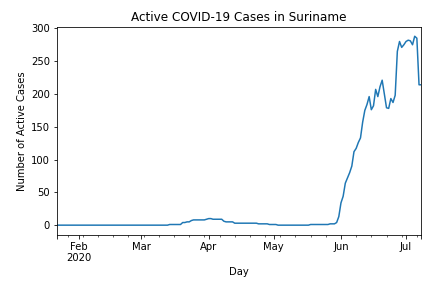 Active COVID-19 Cases in Suriname
300
250
200
150
100
50
0
Number of Active Cases
Feb
2020
Mar
Apr
May
Jun
Jul
Day